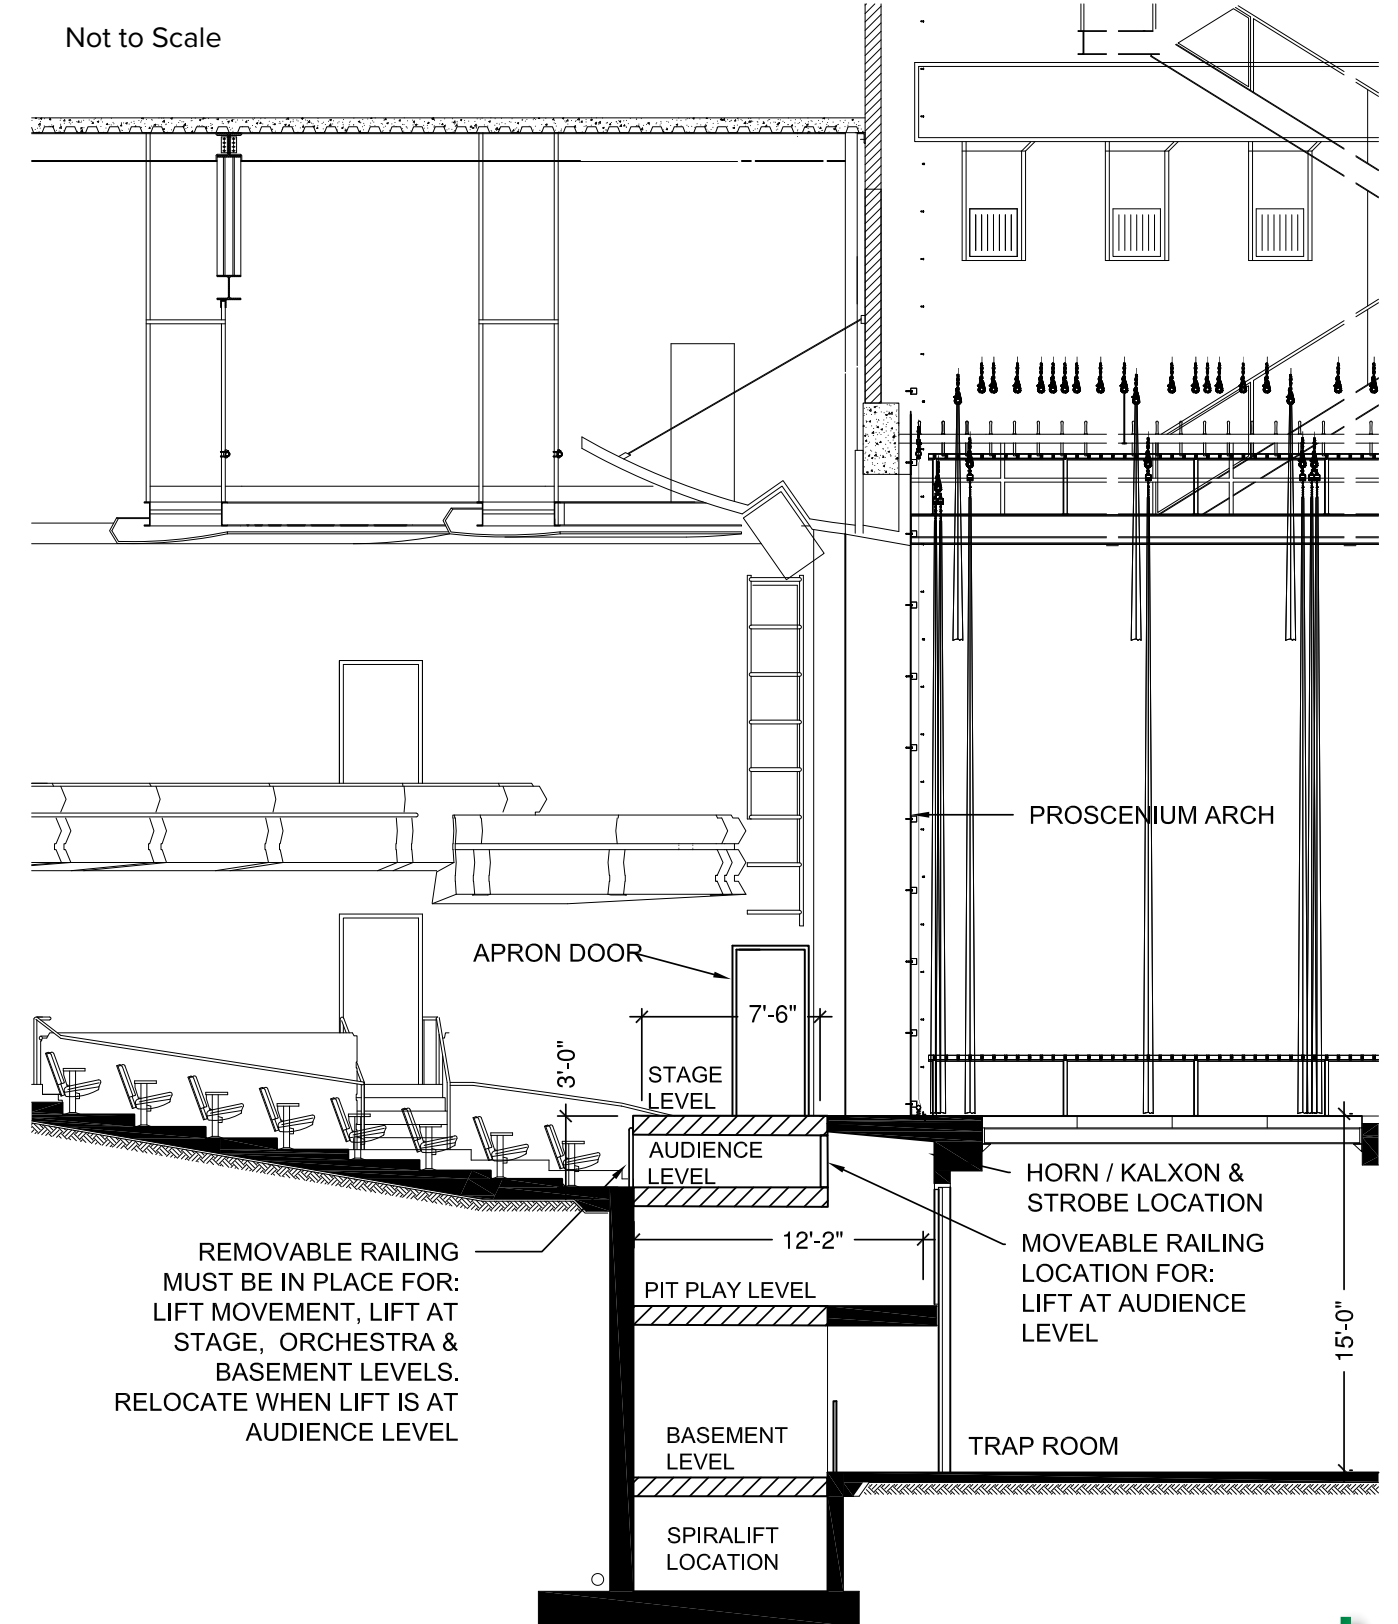 Not to Scale
PROSCENIUM ARCH
APRON DOOR
7'-6"
3'-0"
STAGE
LEVEL
AUDIENCE
LEVEL
HORN / KALXON &
STROBE LOCATION
12'-2"
MOVEABLE RAILING
LOCATION FOR:
LIFT AT AUDIENCE
LEVEL
REMOVABLE RAILING
MUST BE IN PLACE FOR:
LIFT MOVEMENT, LIFT AT
STAGE, ORCHESTRA &
BASEMENT LEVELS.
RELOCATE WHEN LIFT IS AT
AUDIENCE LEVEL
PIT PLAY LEVEL
15'-0"
BASEMENT
LEVEL
TRAP ROOM
SPIRALIFT
LOCATION